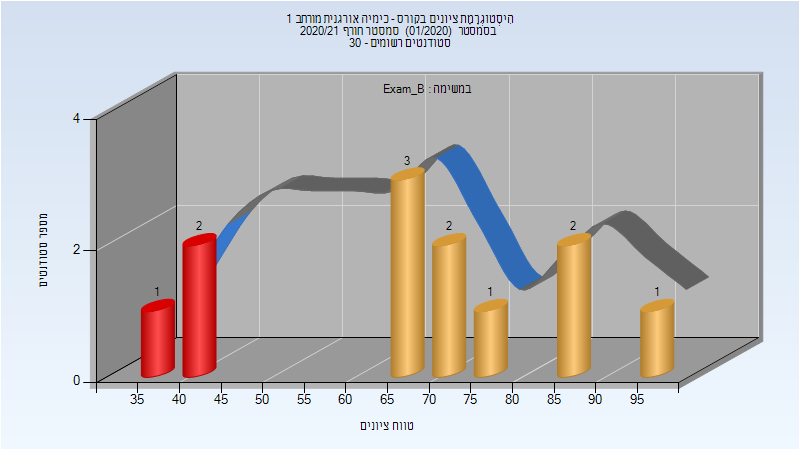 היסטוגרמת ציונים בקורס - כימיה אורגנית מורחב 1
בסמסטר (01/2020) סמסטר חורף 2020/21
סטודנטים רשומים - 30
במשימה : Exam_B
מספר סטודנטים
4
2
0
1
2
3
2
1
2
1
35 40 45 50 55 60 65 70 75 80 85 90 95
טווח ציונים